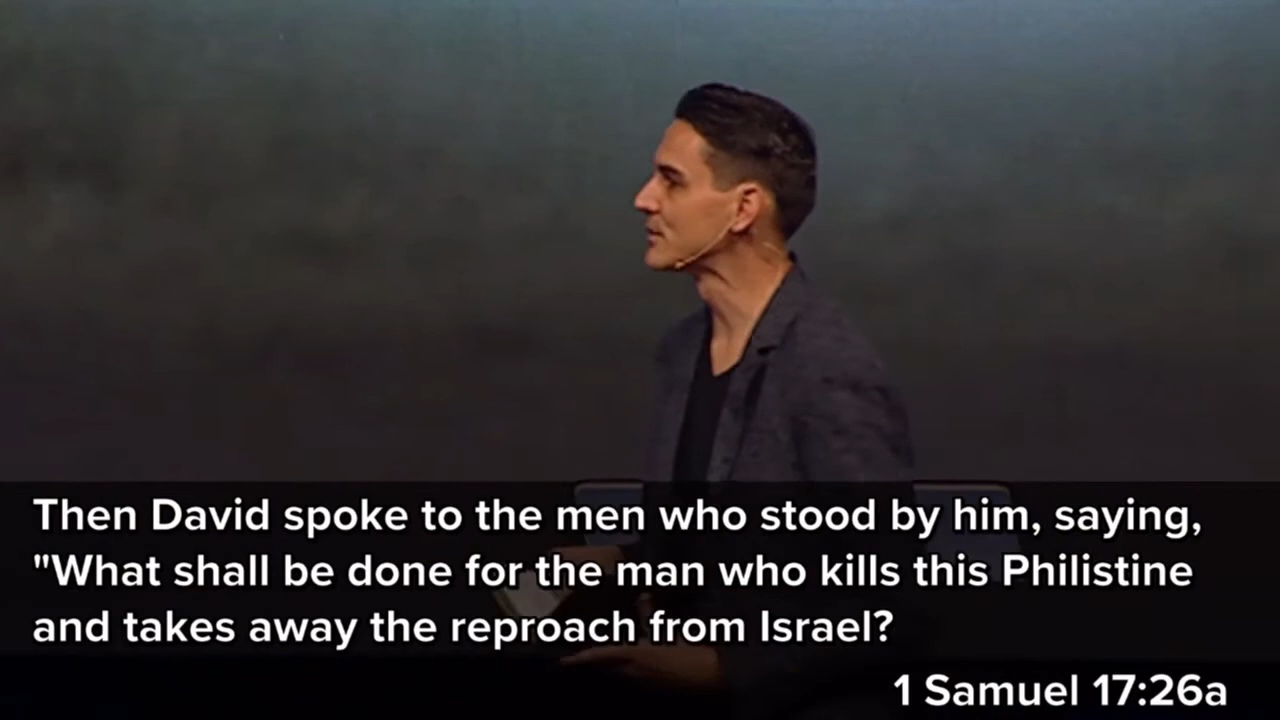 Then David spoke to the men who stood by him, saying,
"What shall be done for the man who kills this Philistine
and takes away the reproach from Israel?
1 Samuel 17:26a